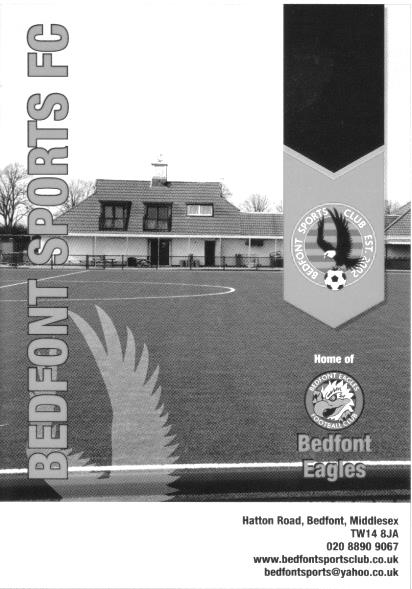 BEDFONT SPORTS FC
BEDFONT SPORTS CLUB EST. 2002
Home of
BEDFONT EAGLES
FOOTBALL CLUB
Bedfont
Eagles
Hatton Road, Bedfont, Middlesex
TW14 8JA
020 8890 9067
www.bedfontsportsclub.co.uk
bedfontsports@yahoo.co.uk